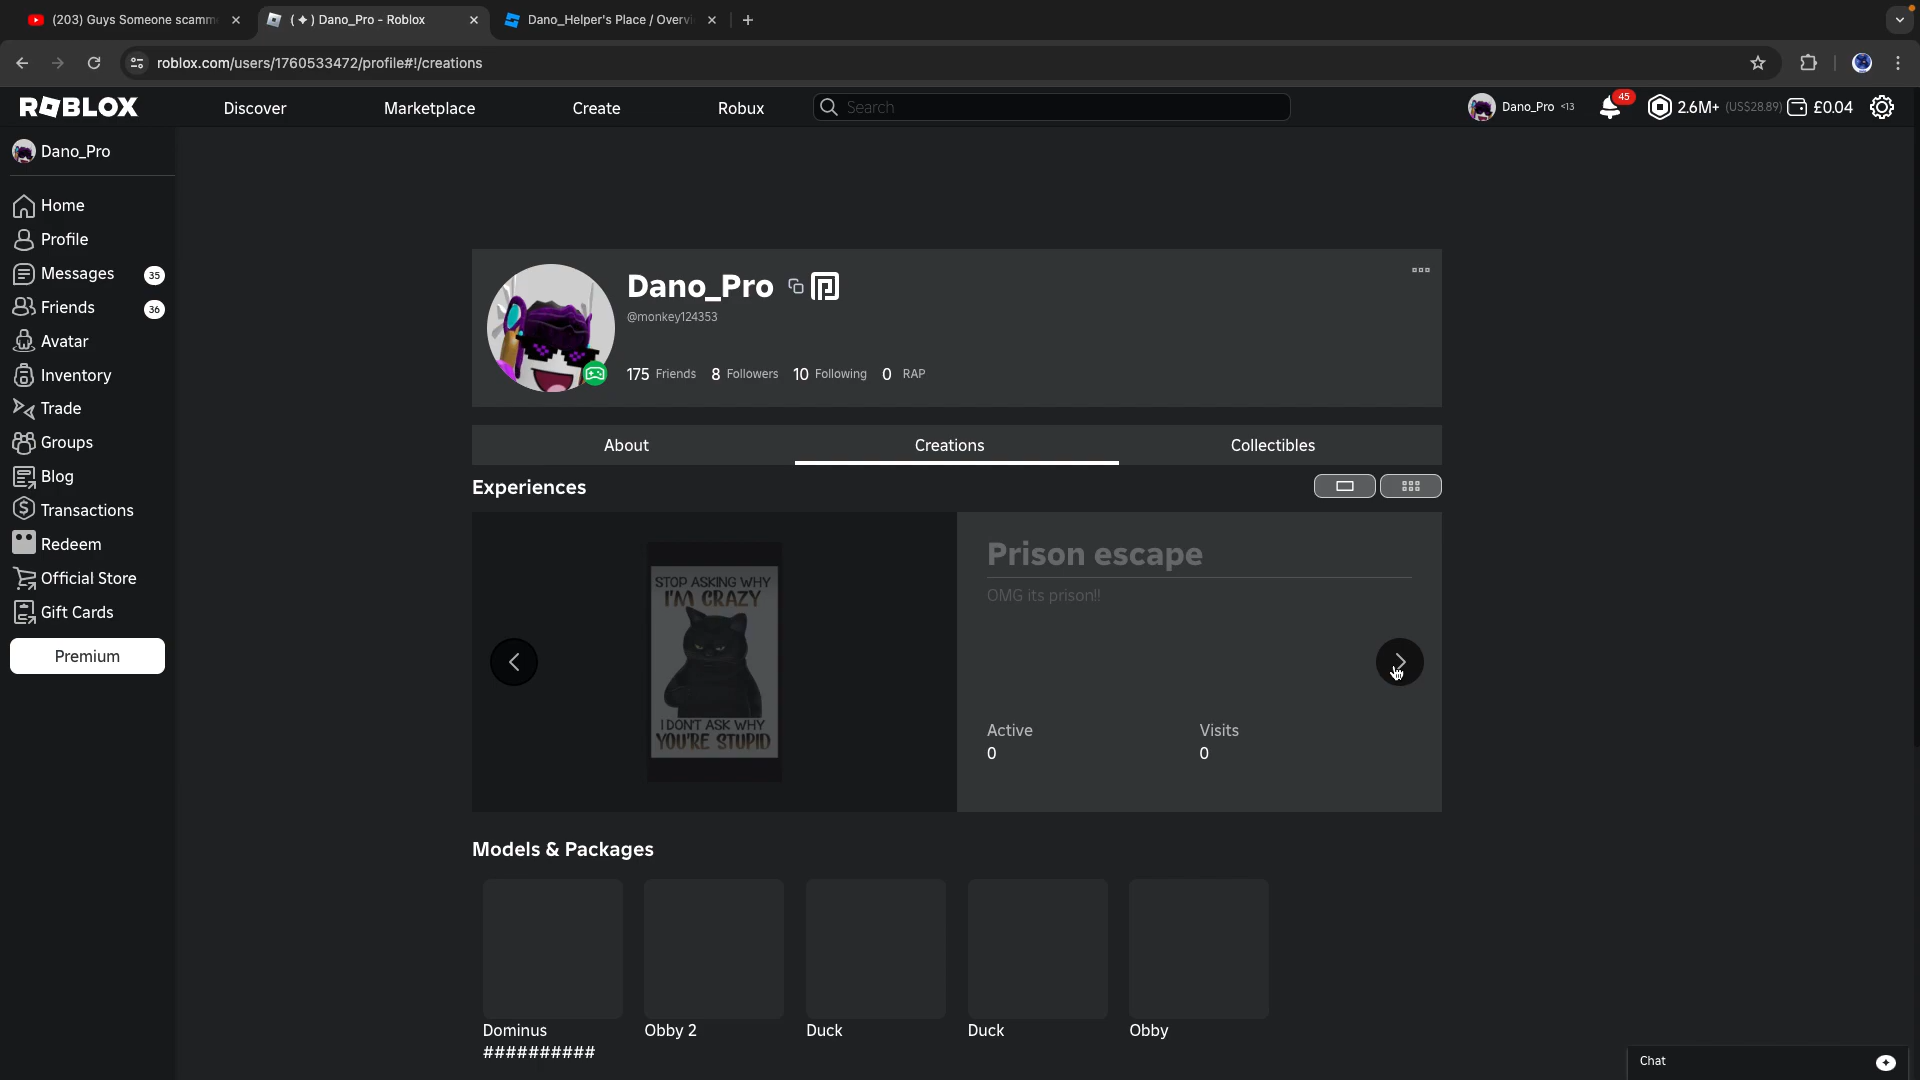 (203) Guys Someone scamm
( ✦ ) Dano_Pro - Roblox
Dano_Helper's Place / Overvi
roblox.com/users/1760533472/profile#!/creations
ROBLOX
Discover
Marketplace
Create
Robux
Search
Dano_Pro <13
45
2.6M+ (US$28.89)
£0.04
Dano_Pro
Home
Profile
Messages 35
Friends 36
Avatar
Inventory
Trade
Groups
Blog
Transactions
Redeem
Official Store
Gift Cards
Premium
Dano_Pro
@monkey124353
175 Friends 8 Followers 10 Following 0 RAP
About
Creations
Collectibles
Experiences
STOP ASKING WHY
I'M CRAZY
I DON'T ASK WHY
YOU'RE STUPID
Prison escape
OMG its prison!!
Active
0
Visits
0
Models & Packages
Dominus
##########
Obby 2
Duck
Duck
Obby
Chat